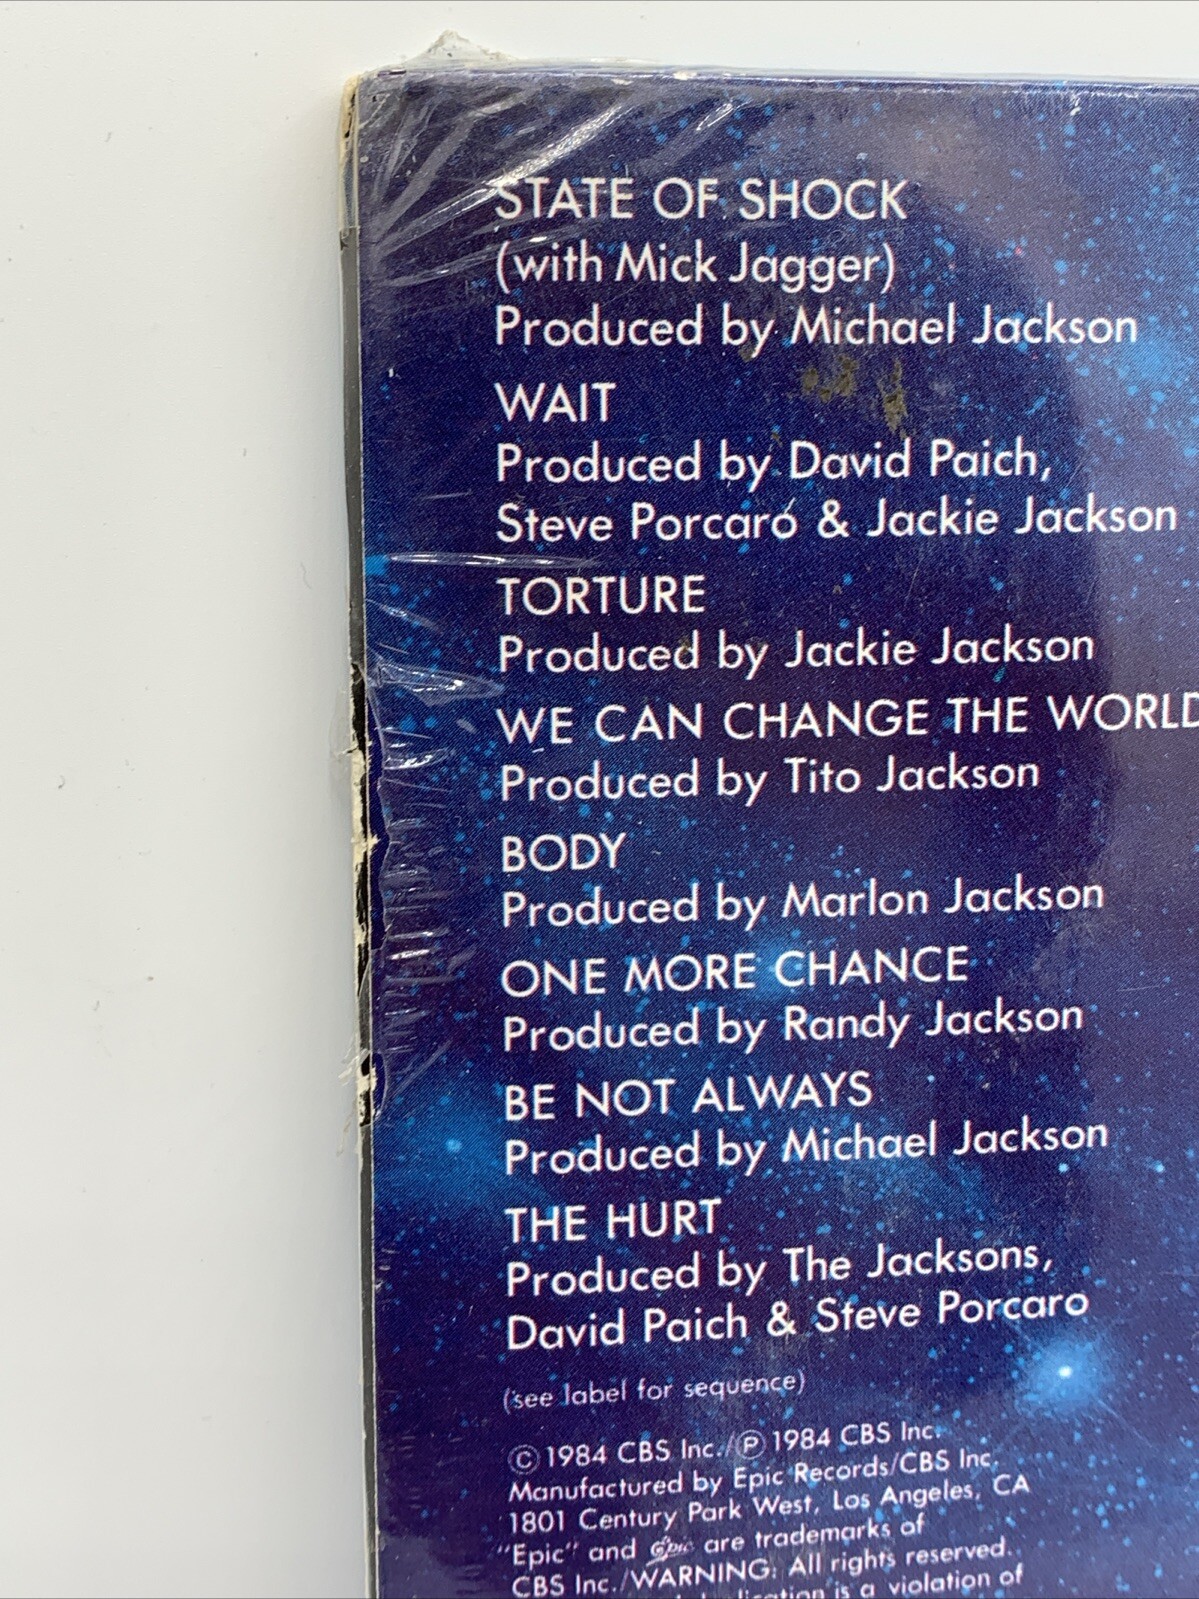 STATE OF SHOCK
(with Mick Jagger)
Produced by Michael Jackson
WAIT
Produced by David Paich,
Steve Porcaro & Jackie Jackson
TORTURE
Produced by Jackie Jackson
WE CAN CHANGE THE WORLD
Produced by Tito Jackson
BODY
Produced by Marlon Jackson
ONE MORE CHANCE
Produced by Randy Jackson
BE NOT ALWAYS
Produced by Michael Jackson
THE HURT
Produced by The Jacksons,
David Paich & Steve Porcaro
(see label for sequence)
© 1984 CBS Inc./℗ 1984 CBS Inc.
Manufactured by Epic Records/CBS Inc.
1801 Century Park West, Los Angeles, CA
"Epic" and Epic are trademarks of
CBS Inc./WARNING: All rights reserved.
is a violation of